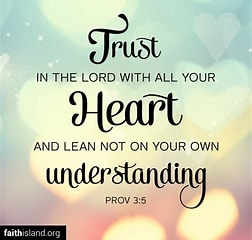 Trust
IN THE LORD WITH ALL YOUR
Heart
AND LEAN NOT ON YOUR OWN
understanding
PROV 3:5
faithisland.org